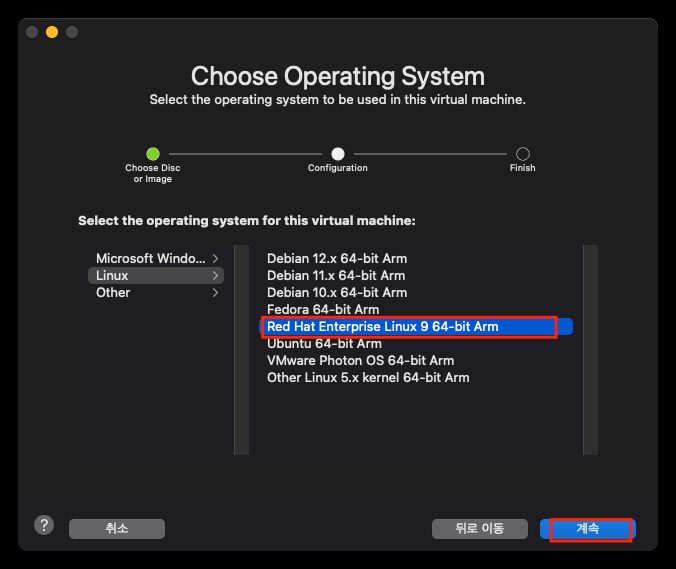 Choose Operating System
Select the operating system to be used in this virtual machine.
Choose Disc
or Image
Configuration
Finish
Select the operating system for this virtual machine:
Microsoft Windo...
Linux
Other
Debian 12.x 64-bit Arm
Debian 11.x 64-bit Arm
Debian 10.x 64-bit Arm
Fedora 64-bit Arm
Red Hat Enterprise Linux 9 64-bit Arm
Ubuntu 64-bit Arm
VMware Photon OS 64-bit Arm
Other Linux 5.x kernel 64-bit Arm
?
취소
뒤로 이동
계속